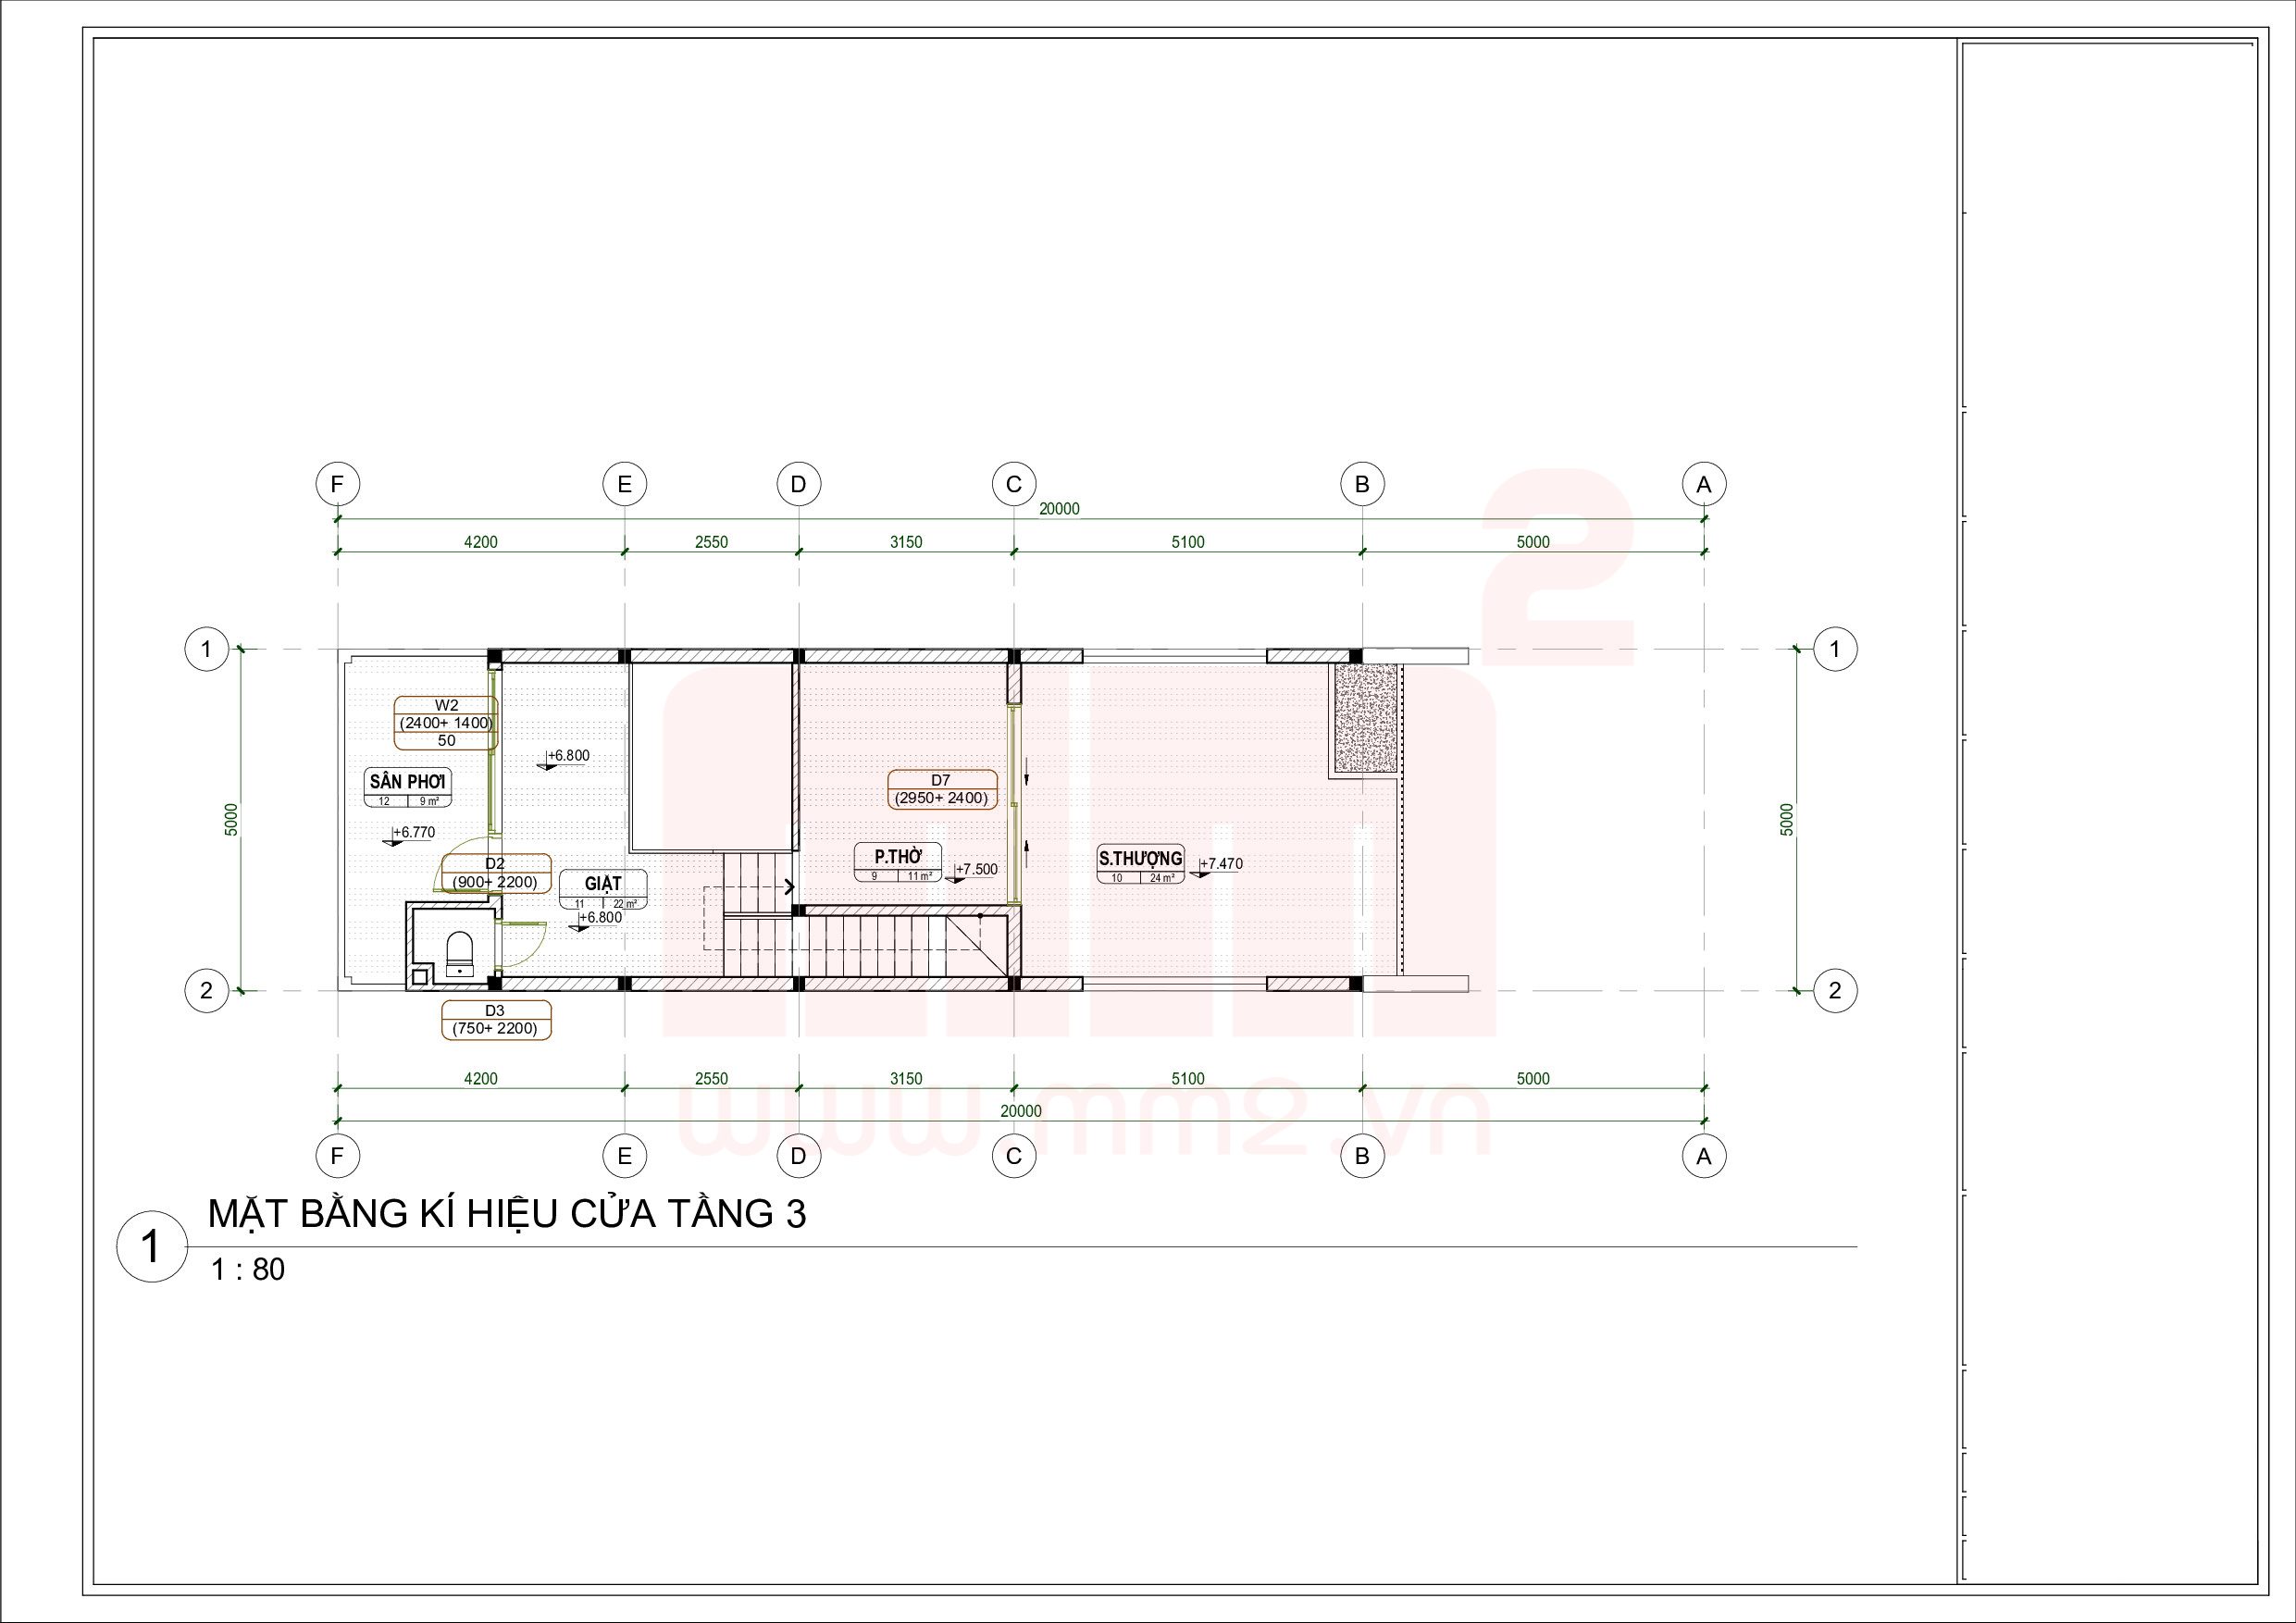 F E D C B A
20000
4200 2550 3150 5100 5000
1 1
W2
(2400+ 1400)
50
+6.800
SÂN PHƠI
12 9 m²
D7
(2950+ 2400)
5000 5000
+6.770
D2
(900+ 2200)
P.THỜ
9 11 m²
+7.500
S.THƯỢNG
10 24 m²
+7.470
GIẶT
11 22 m²
+6.800
2 2
D3
(750+ 2200)
4200 2550 3150 5100 5000
20000
www.mm2.vn
F E D C B A
1
MẶT BẰNG KÍ HIỆU CỬA TẦNG 3
1 : 80